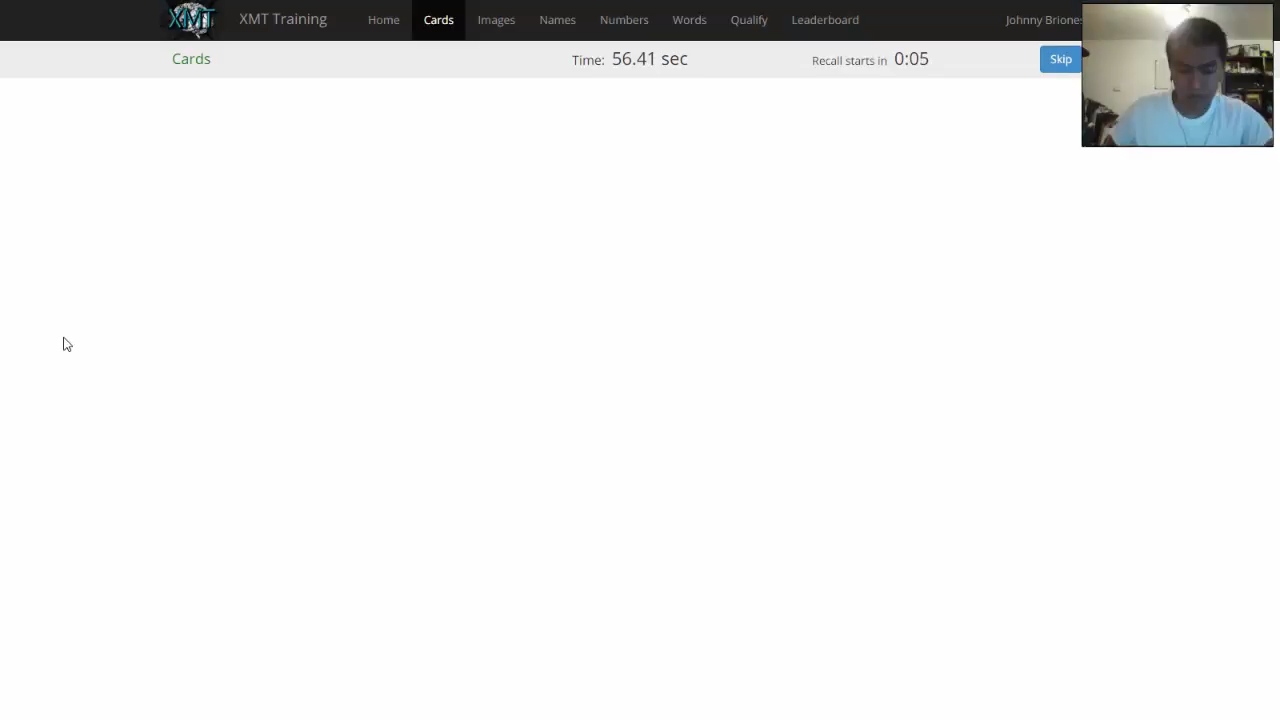 XMT XMT Training Home Cards Images Names Numbers Words Qualify Leaderboard Johnny Briones
Cards Time: 56.41 sec Recall starts in 0:05 Skip